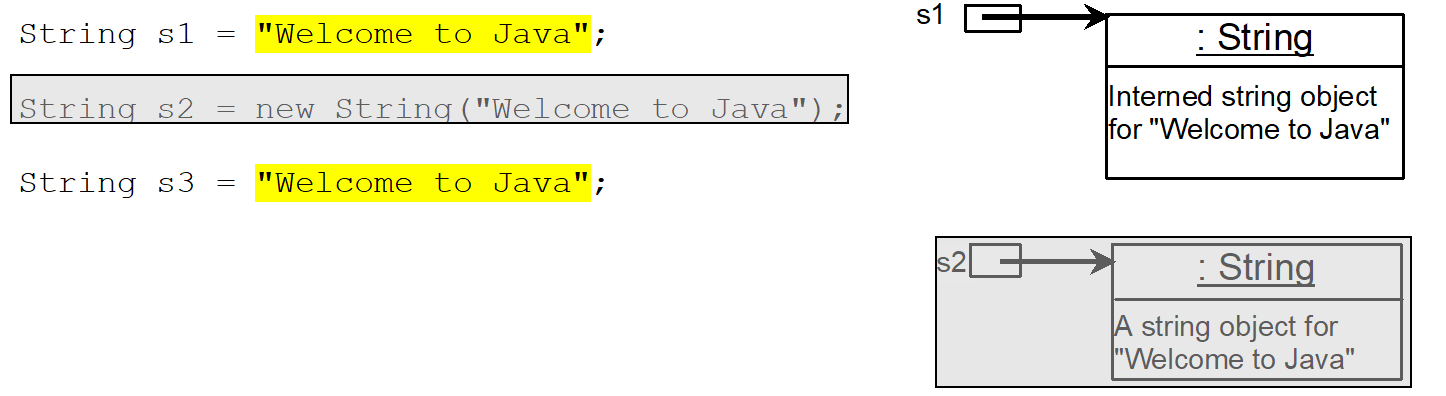 String s1 = "Welcome to Java";
String s2 = new String("Welcome to Java");
String s3 = "Welcome to Java";
s1
: String
Interned string object
for "Welcome to Java"
s2
: String
A string object for
"Welcome to Java"